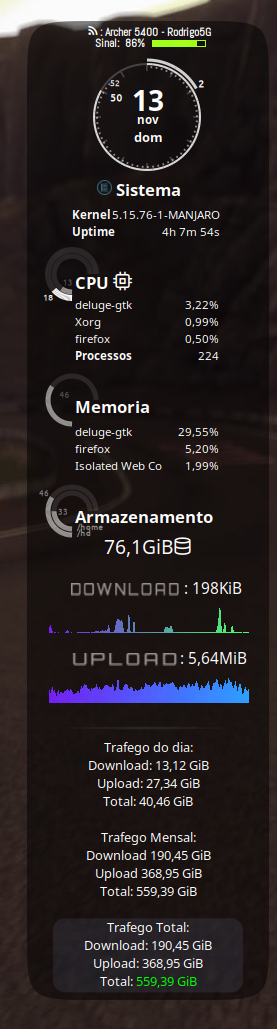 : Archer 5400 - Rodrigo5G
Sinal: 86%
52
2
50
13
nov
dom
Sistema
Kernel 5.15.76-1-MANJARO
Uptime 4h 7m 54s
13
18
CPU
deluge-gtk 3,22%
Xorg 0,99%
firefox 0,50%
Processos 224
46
Memoria
deluge-gtk 29,55%
firefox 5,20%
Isolated Web Co 1,99%
46
33
Armazenamento
/home
/hd
76,1GiB
DOWNLOAD : 198KiB
UPLOAD : 5,64MiB
Trafego do dia:
Download: 13,12 GiB
Upload: 27,34 GiB
Total: 40,46 GiB
Trafego Mensal:
Download 190,45 GiB
Upload 368,95 GiB
Total: 559,39 GiB
Trafego Total:
Download: 190,45 GiB
Upload: 368,95 GiB
Total: 559,39 GiB